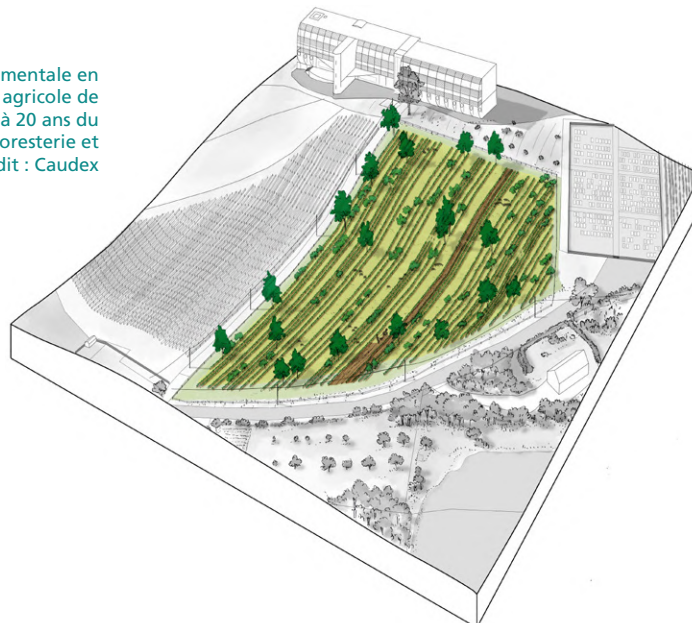 mentale en
agricole de
à 20 ans du
oresterie et
dit : Caudex